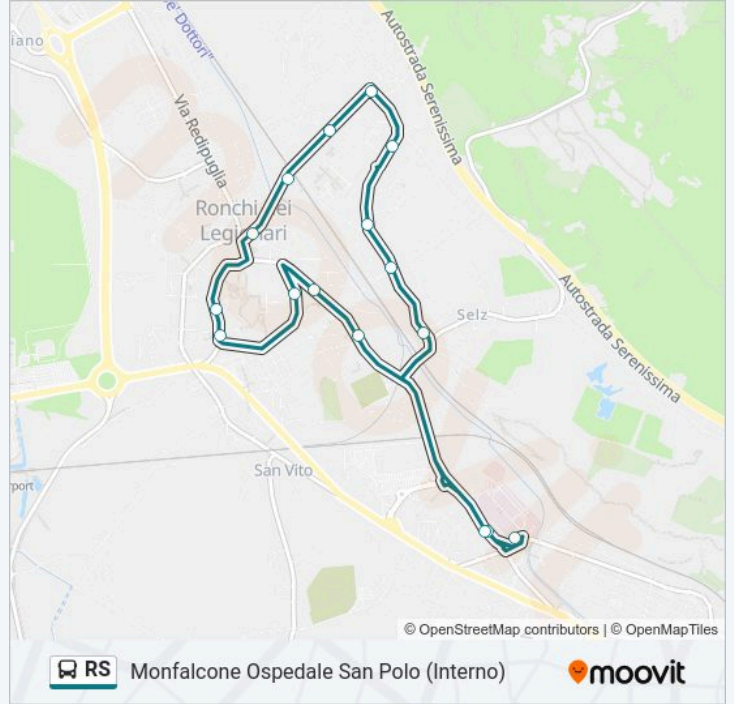 e' Dottori"
iano
Autostrada Serenissima
Via Redipuglia
Ronchi dei
Legionari
Selz
Autostrada Serenissima
San Vito
port
© OpenStreetMap contributors | © OpenMapTiles
RS Monfalcone Ospedale San Polo (Interno) moovit